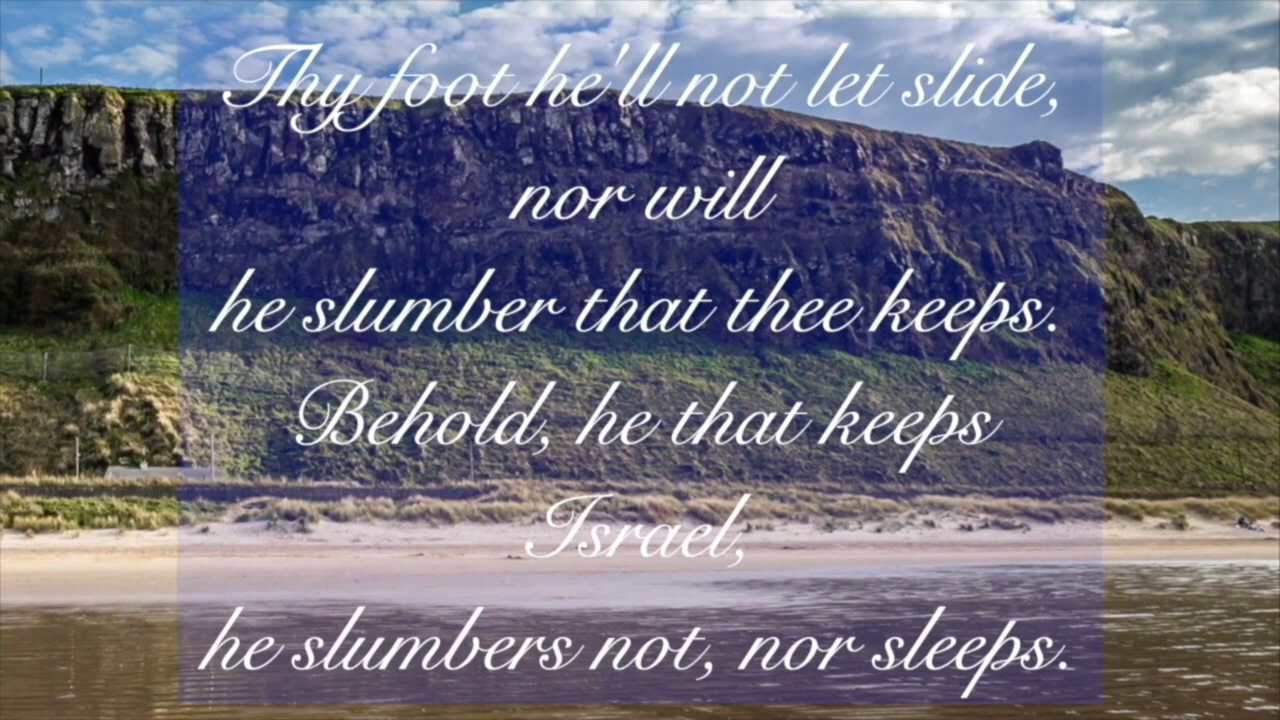 Thy foot he'll not let slide,
nor will
he slumber that thee keeps.
Behold, he that keeps
Israel,
he slumbers not, nor sleeps.